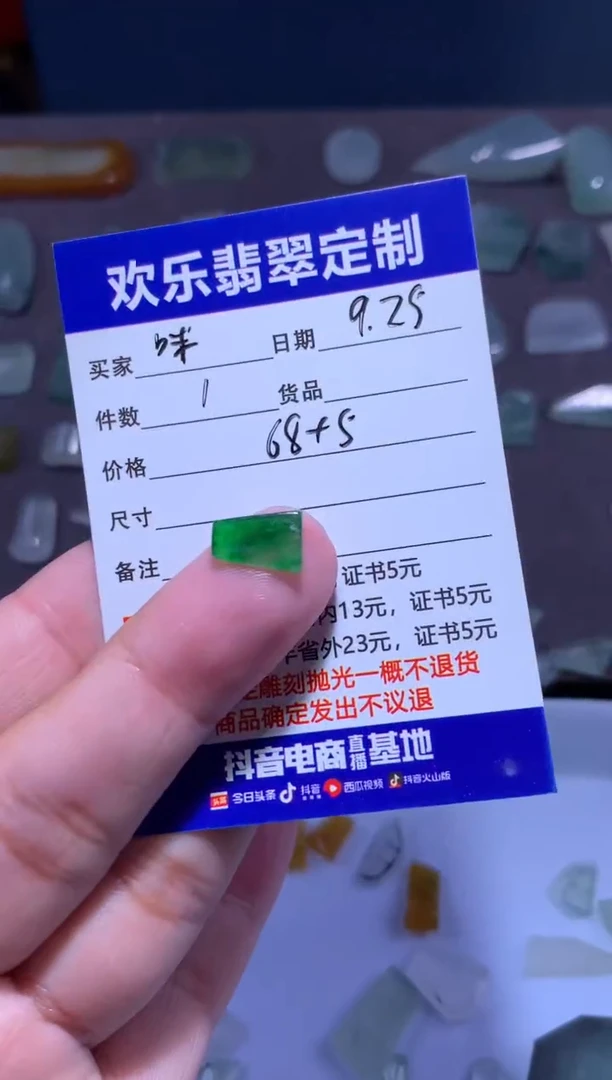 欢乐翡翠定制
买家 咩 日期 9.25
件数 1 货品
价格 68+5
尺寸
备注
证书5元
内13元，证书5元
省外23元，证书5元
雕刻抛光一概不退货
商品确定发出不议退
抖音电商直播基地
头条 今日头条 抖音 西瓜视频 抖音火山版